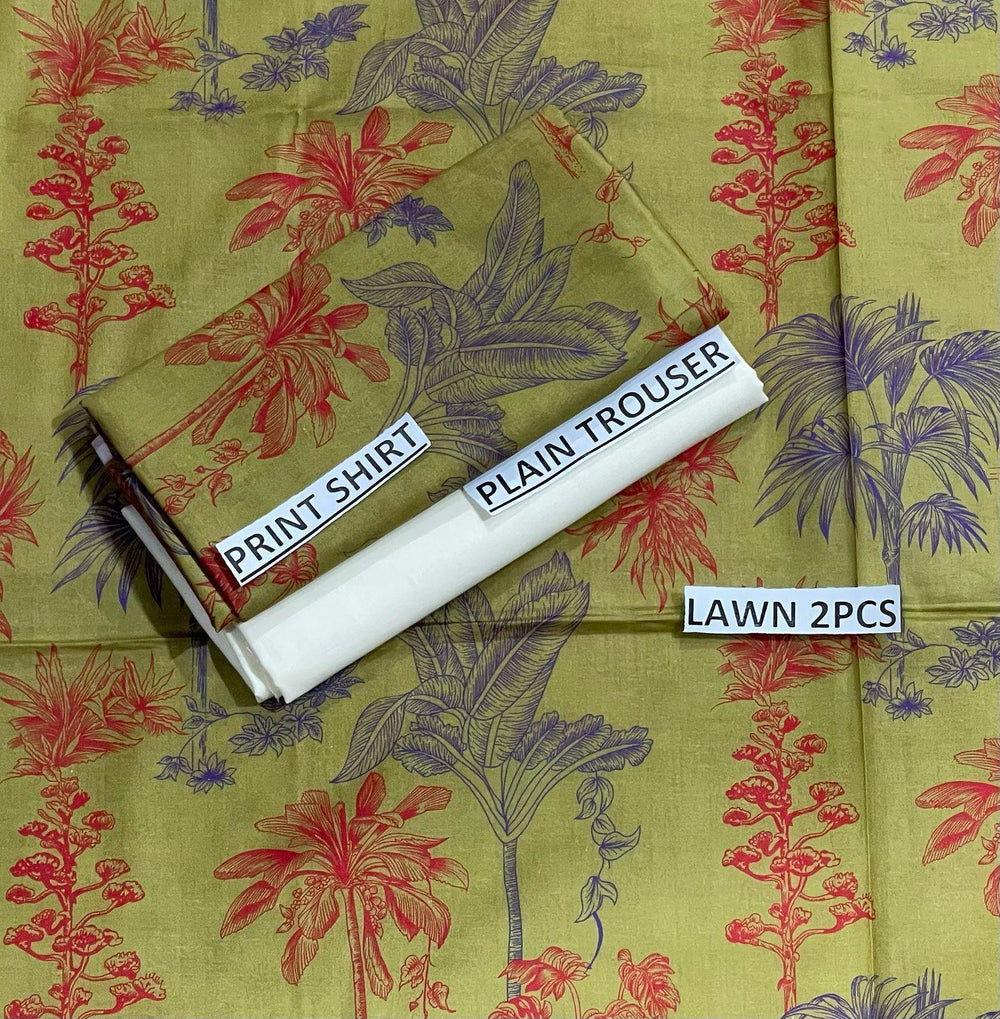 PRINT SHIRT
PLAIN TROUSER
LAWN 2PCS